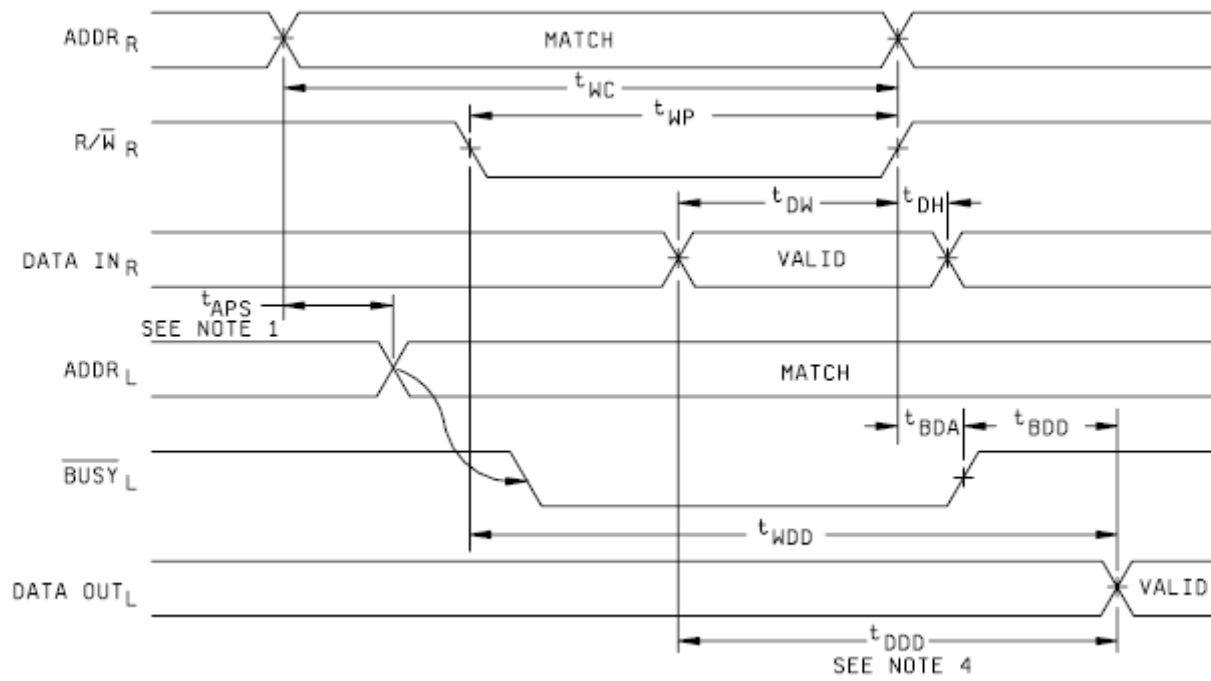 ADDR R
MATCH
t WC
t WP
R/W̅ R
t DW
t DH
DATA IN R
VALID
t APS
SEE NOTE 1
ADDR L
MATCH
t BDA
t BDD
B̅U̅S̅Y̅ L
t WDD
DATA OUT L
VALID
t DDD
SEE NOTE 4